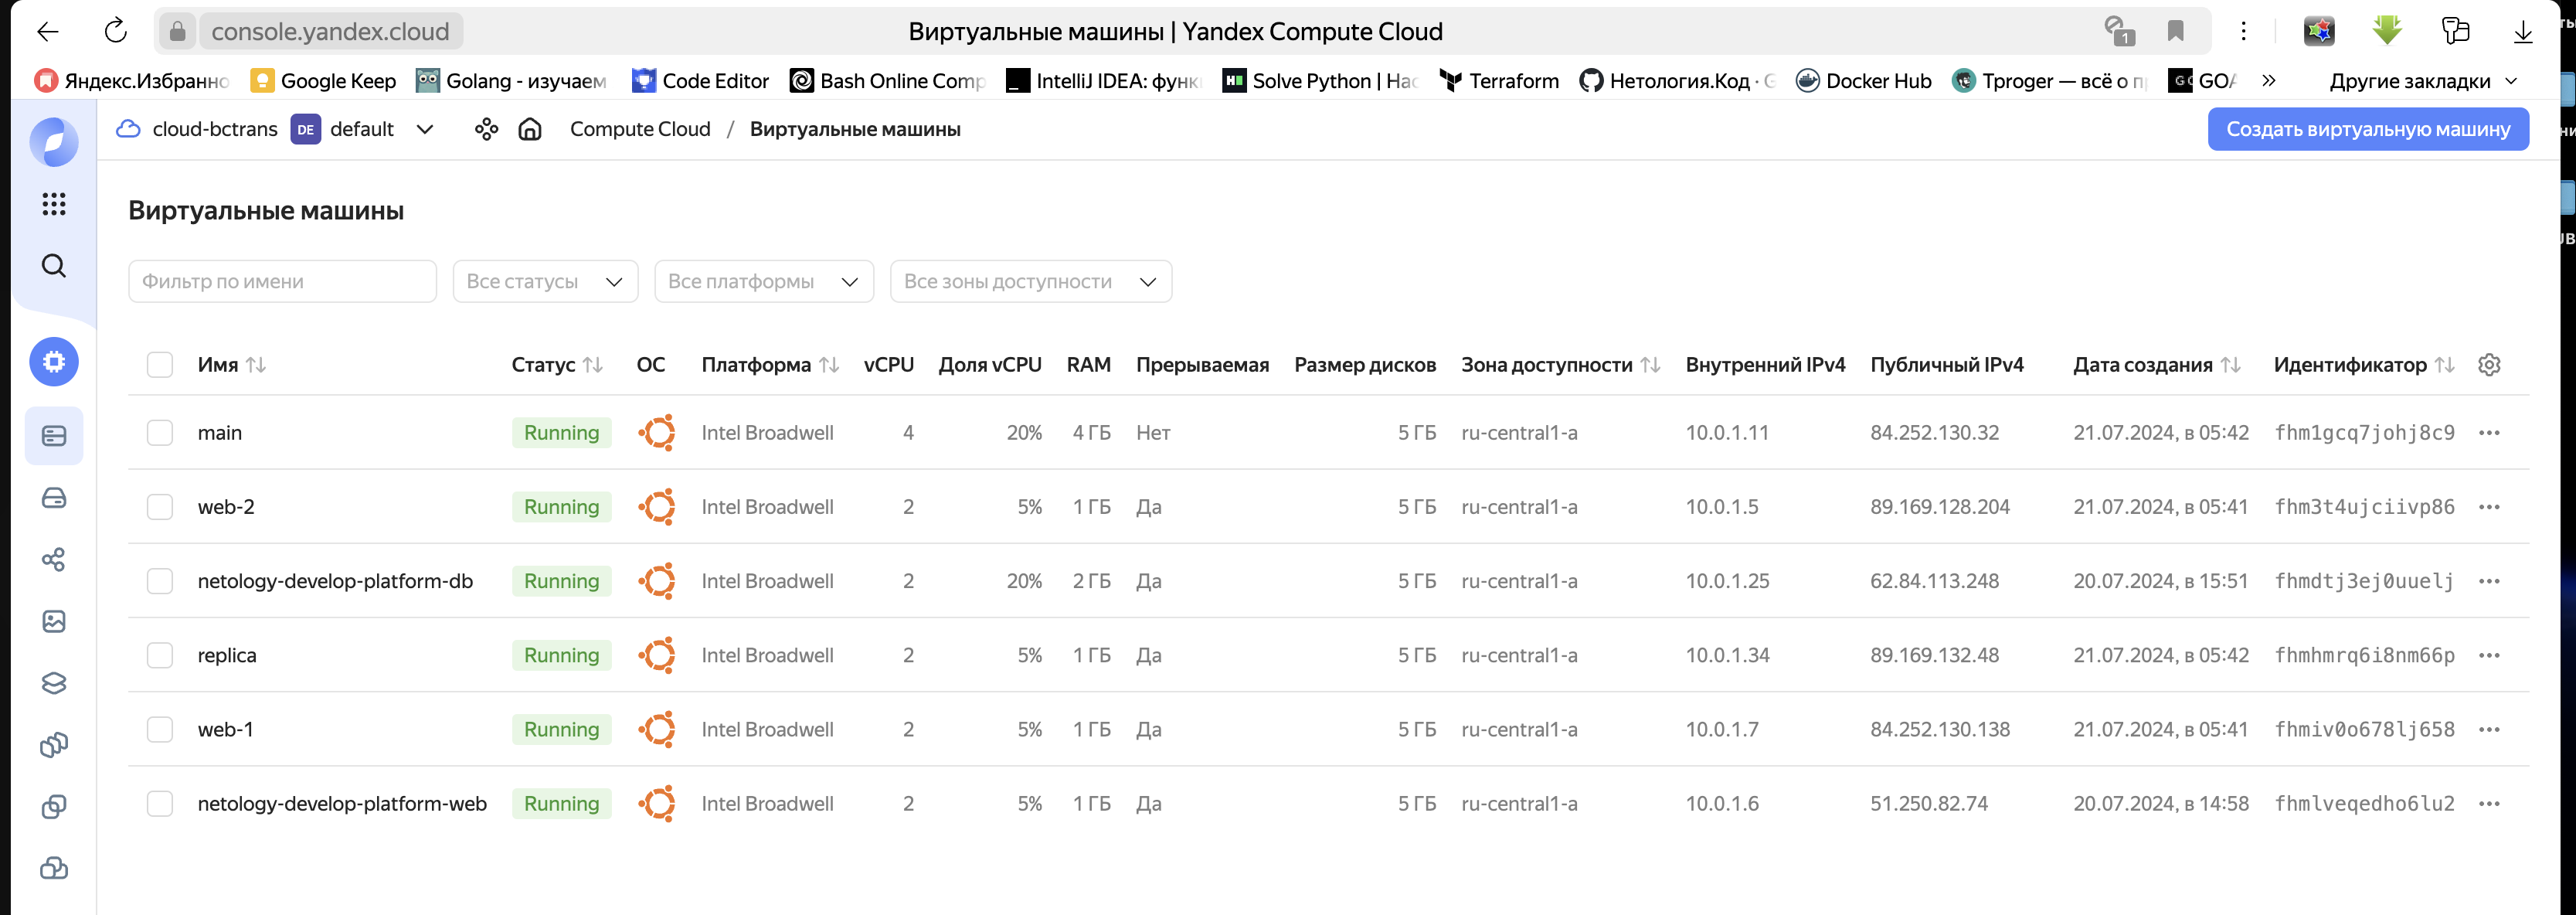 console.yandex.cloud Виртуальные машины | Yandex Compute Cloud 1
Яндекс.Избранно Google Keep Golang - изучаем Code Editor Bash Online Comp IntelliJ IDEA: функ Solve Python | Hac Terraform Нетология.Код · G Docker Hub Tproger — всё о п GOA » Другие закладки
cloud-bctrans DE default Compute Cloud / Виртуальные машины Создать виртуальную машину
Виртуальные машины
Фильтр по имени Все статусы Все платформы Все зоны доступности
Имя Статус ОС Платформа vCPU Доля vCPU RAM Прерываемая Размер дисков Зона доступности Внутренний IPv4 Публичный IPv4 Дата создания Идентификатор
main Running Intel Broadwell 4 20% 4 ГБ Нет 5 ГБ ru-central1-a 10.0.1.11 84.252.130.32 21.07.2024, в 05:42 fhm1gcq7johj8c9
web-2 Running Intel Broadwell 2 5% 1 ГБ Да 5 ГБ ru-central1-a 10.0.1.5 89.169.128.204 21.07.2024, в 05:41 fhm3t4ujciivp86
netology-develop-platform-db Running Intel Broadwell 2 20% 2 ГБ Да 5 ГБ ru-central1-a 10.0.1.25 62.84.113.248 20.07.2024, в 15:51 fhmdtj3ej0uuelj
replica Running Intel Broadwell 2 5% 1 ГБ Да 5 ГБ ru-central1-a 10.0.1.34 89.169.132.48 21.07.2024, в 05:42 fhmhmrq6i8nm66p
web-1 Running Intel Broadwell 2 5% 1 ГБ Да 5 ГБ ru-central1-a 10.0.1.7 84.252.130.138 21.07.2024, в 05:41 fhmiv0o678lj658
netology-develop-platform-web Running Intel Broadwell 2 5% 1 ГБ Да 5 ГБ ru-central1-a 10.0.1.6 51.250.82.74 20.07.2024, в 14:58 fhmlveqedho6lu2